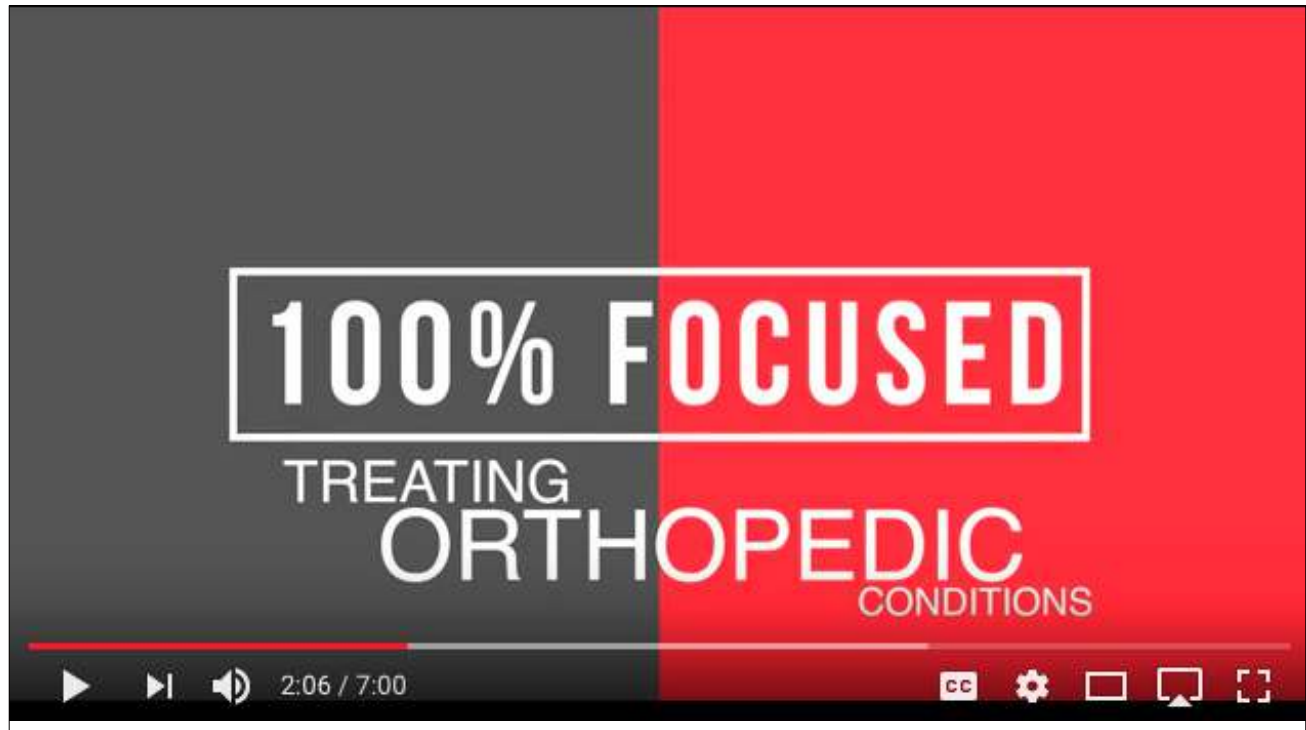 100% FOCUSED
TREATING
ORTHOPEDIC
CONDITIONS
2:06 / 7:00
CC